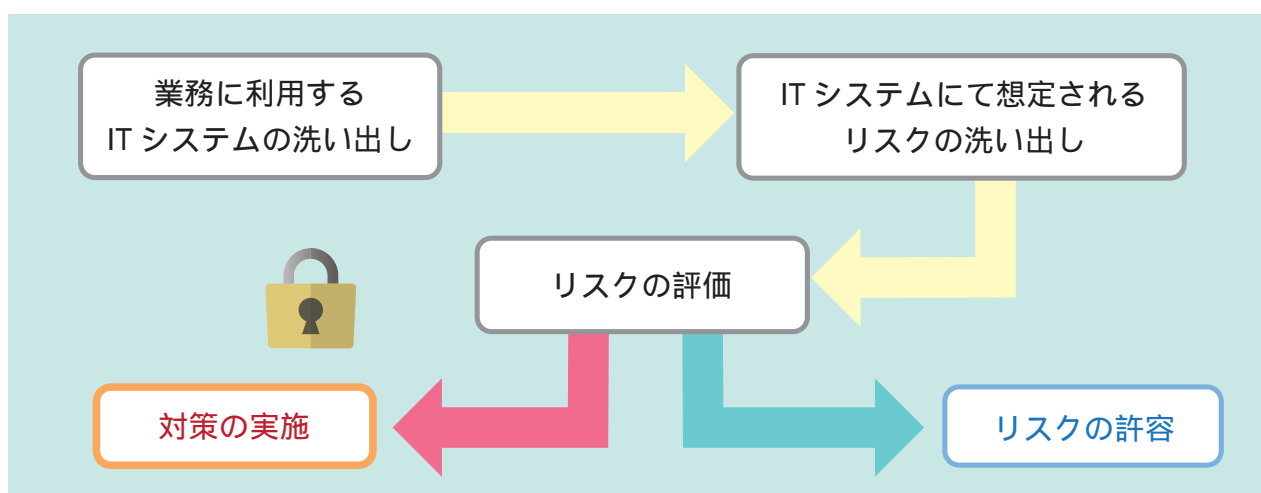 業務に利用する
IT システムの洗い出し
IT システムにて想定される
リスクの洗い出し
リスクの評価
対策の実施
リスクの許容